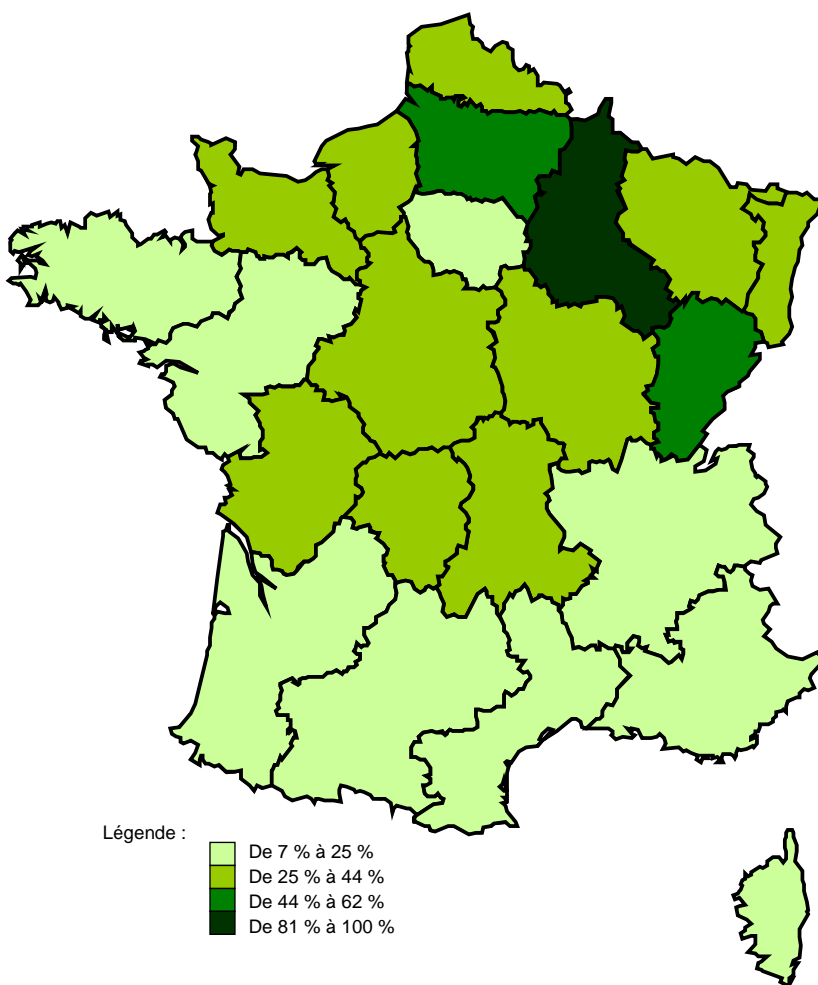 Légende :
De 7 % à 25 %
De 25 % à 44 %
De 44 % à 62 %
De 81 % à 100 %